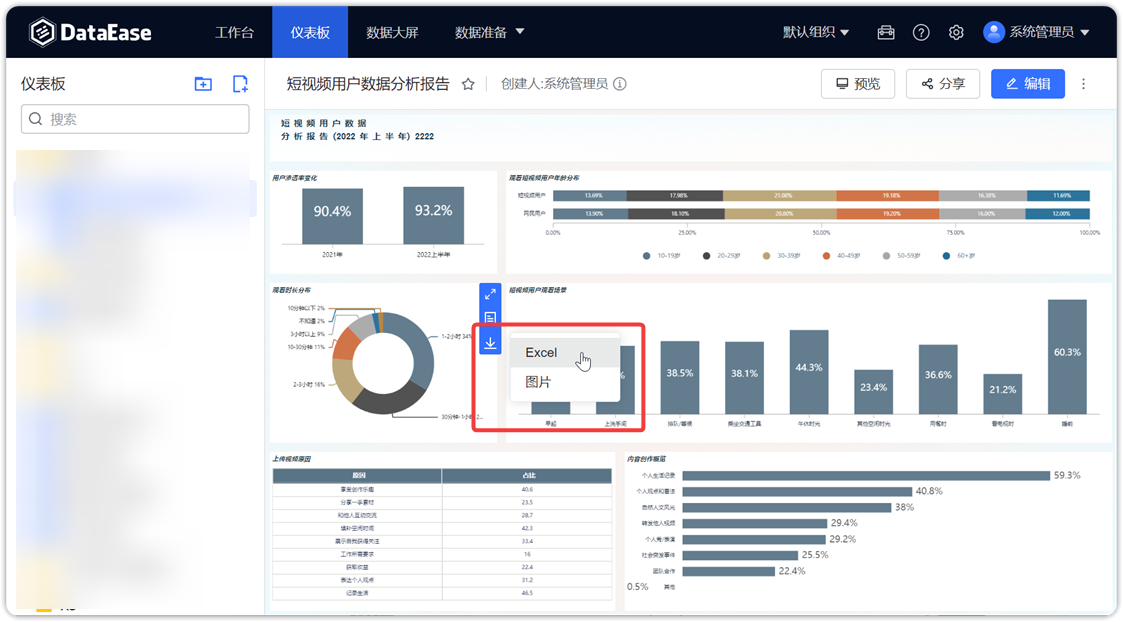 DataEase
工作台
仪表板
数据大屏
数据准备
默认组织
系统管理员
仪表板
搜索
短视频用户数据分析报告
创建人:系统管理员
预览
分享
编辑
短视频用户数据
分析报告 (2022 年上半年) 2222
用户渗透率变化
90.4%
93.2%
2021年
2022上半年
观看短视频用户年龄分布
短视频用户
13.69%
17.98%
21.06%
19.18%
16.38%
11.69%
网民用户
13.90%
18.10%
20.80%
19.20%
16.00%
12.00%
0.00%
25.00%
50.00%
75.00%
100.00%
10-19岁
20-29岁
30-39岁
40-49岁
50-59岁
60+岁
观看时长分布
10分钟以下 2%
不知道 2%
3小时以上 9%
10-30分钟 11%
2-3小时 16%
1-2小时 34%
30分钟-1小时 2...
Excel
图片
短视频用户观看场景
%
38.5%
38.1%
44.3%
23.4%
36.6%
21.2%
60.3%
早起
上洗手间
排队/等候
乘坐交通工具
午休时光
其他空闲时光
用餐时
看电视时
睡前
上传视频原因
原因
占比
享受创作乐趣
40.6
分享一手素材
23.5
和他人互动交流
28.7
填补空闲时间
42.3
展示自我获得关注
33.4
工作所需要求
16
获取收益
22.4
表达个人观点
31.2
记录生活
46.5
内容创作概览
个人生活记录
59.3%
个人观点和看法
40.8%
自然人文风光
38%
转发他人视频
29.4%
个人秀/表演
29.2%
社会突发事件
25.5%
团队合作
22.4%
0.5%
其他